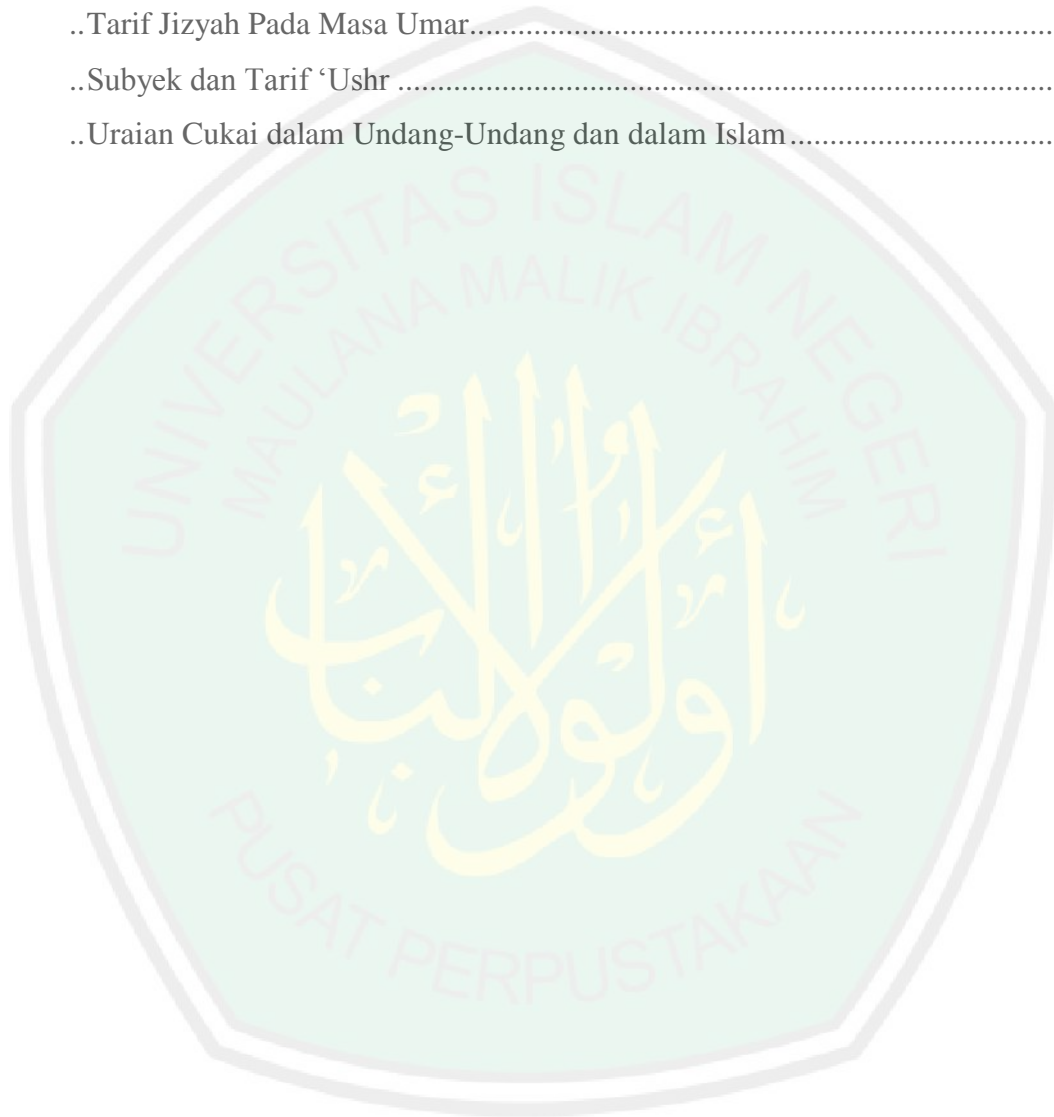 ..Tarif Jizyah Pada Masa Umar........................................................................
..Subyek dan Tarif ‘Ushr .................................................................................
..Uraian Cukai dalam Undang-Undang dan dalam Islam ................................
UNIVERSITAS ISLAM NEGERI
MAULANA MALIK IBRAHIM
أولوا الألباب
PUSAT PERPUSTAKAAN